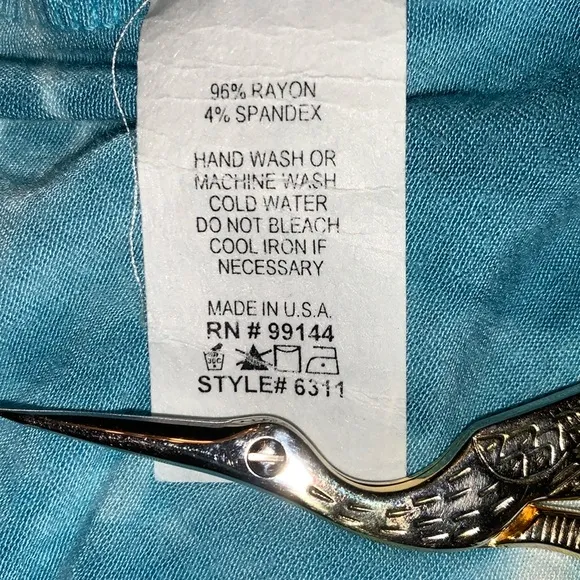 96% RAYON
4% SPANDEX
HAND WASH OR
MACHINE WASH
COLD WATER
DO NOT BLEACH
COOL IRON IF
NECESSARY
MADE IN U.S.A.
RN # 99144
STYLE# 6311